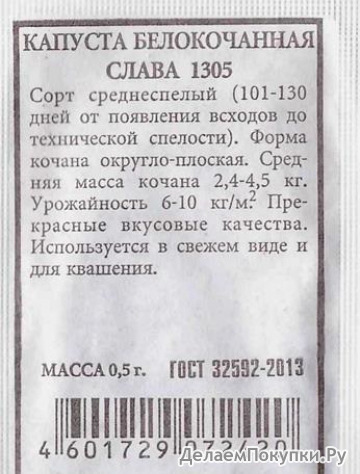 КАПУСТА БЕЛОКОЧАННАЯ
СЛАВА 1305
Сорт среднеспелый (101-130
дней от появления всходов до
технической спелости). Форма
кочана округло-плоская. Сред-
няя масса кочана 2,4-4,5 кг.
Урожайность 6-10 кг/м² Пре-
красные вкусовые качества.
Используется в свежем виде и
для квашения.
МАССА 0,5 г. ГОСТ 32592-2013
ДелаемПокупки.Ру
4 601729